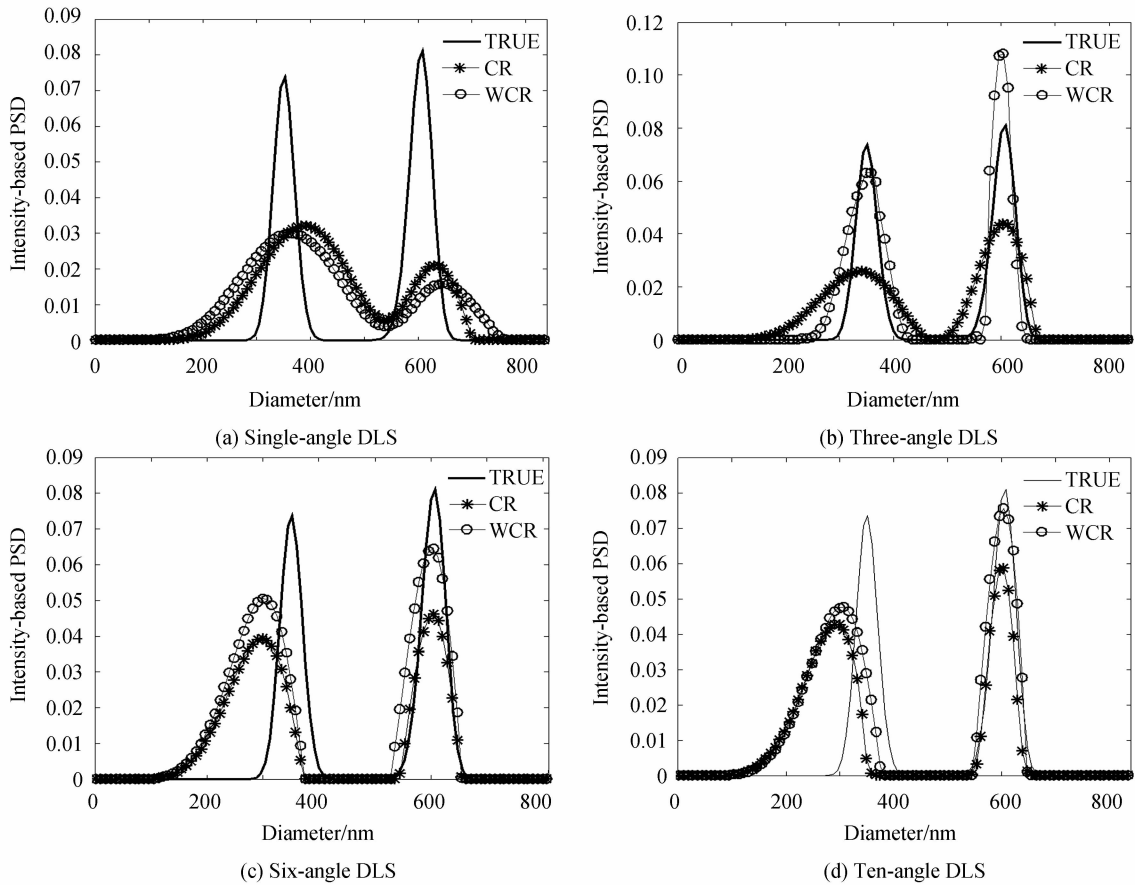 0.09
0.08
0.07
0.06
0.05
0.04
0.03
0.02
0.01
0
Intensity-based PSD
TRUE
CR
WCR
0 200 400 600 800
Diameter/nm
(a) Single-angle DLS
0.12
0.10
0.08
0.06
0.04
0.02
0
Intensity-based PSD
TRUE
CR
WCR
0 200 400 600 800
Diameter/nm
(b) Three-angle DLS
0.09
0.08
0.07
0.06
0.05
0.04
0.03
0.02
0.01
0
Intensity-based PSD
TRUE
CR
WCR
0 200 400 600 800
Diameter/nm
(c) Six-angle DLS
0.09
0.08
0.07
0.06
0.05
0.04
0.03
0.02
0.01
0
Intensity-based PSD
TRUE
CR
WCR
0 200 400 600 800
Diameter/nm
(d) Ten-angle DLS